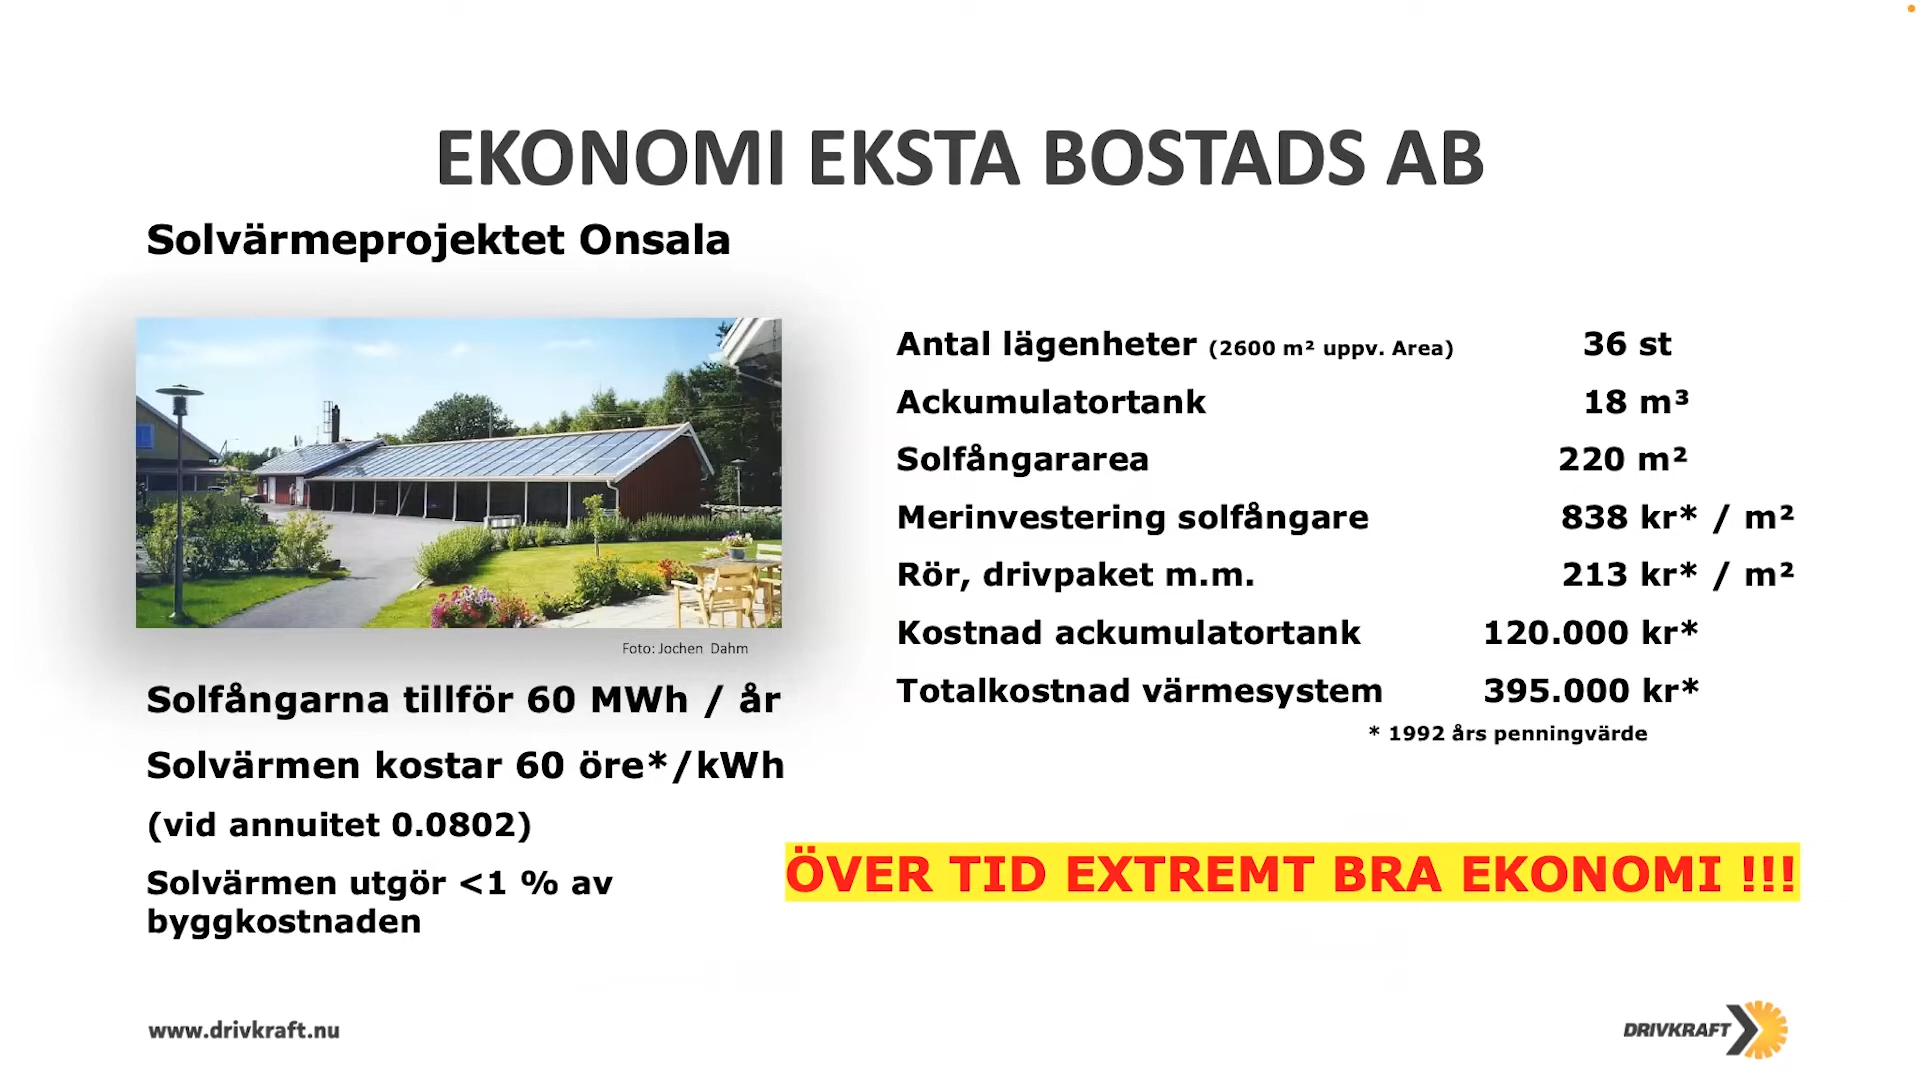 EKONOMI EKSTA BOSTADS AB
Solvärmeprojektet Onsala
Foto: Jochen Dahm
Solfångarna tillför 60 MWh / år
Solvärmen kostar 60 öre*/kWh
(vid annuitet 0.0802)
Solvärmen utgör <1 % av
byggkostnaden
Antal lägenheter (2600 m² uppv. Area) 36 st
Ackumulatortank 18 m³
Solfångararea 220 m²
Merinvestering solfångare 838 kr* / m²
Rör, drivpaket m.m. 213 kr* / m²
Kostnad ackumulatortank 120.000 kr*
Totalkostnad värmesystem 395.000 kr*
* 1992 års penningvärde
ÖVER TID EXTREMT BRA EKONOMI !!!
www.drivkraft.nu
DRIVKRAFT